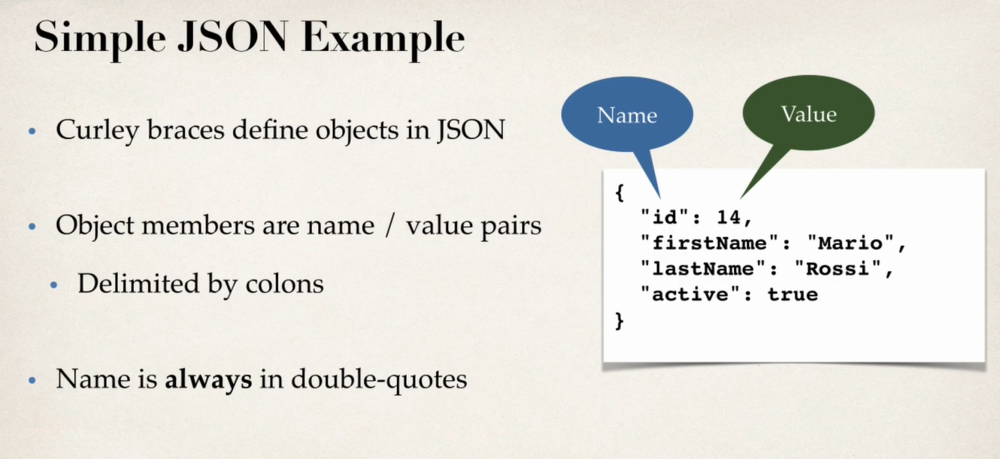 Simple JSON Example
• Curley braces define objects in JSON
• Object members are name / value pairs
• Delimited by colons
• Name is always in double-quotes
Name
Value
{
"id": 14,
"firstName": "Mario",
"lastName": "Rossi",
"active": true
}